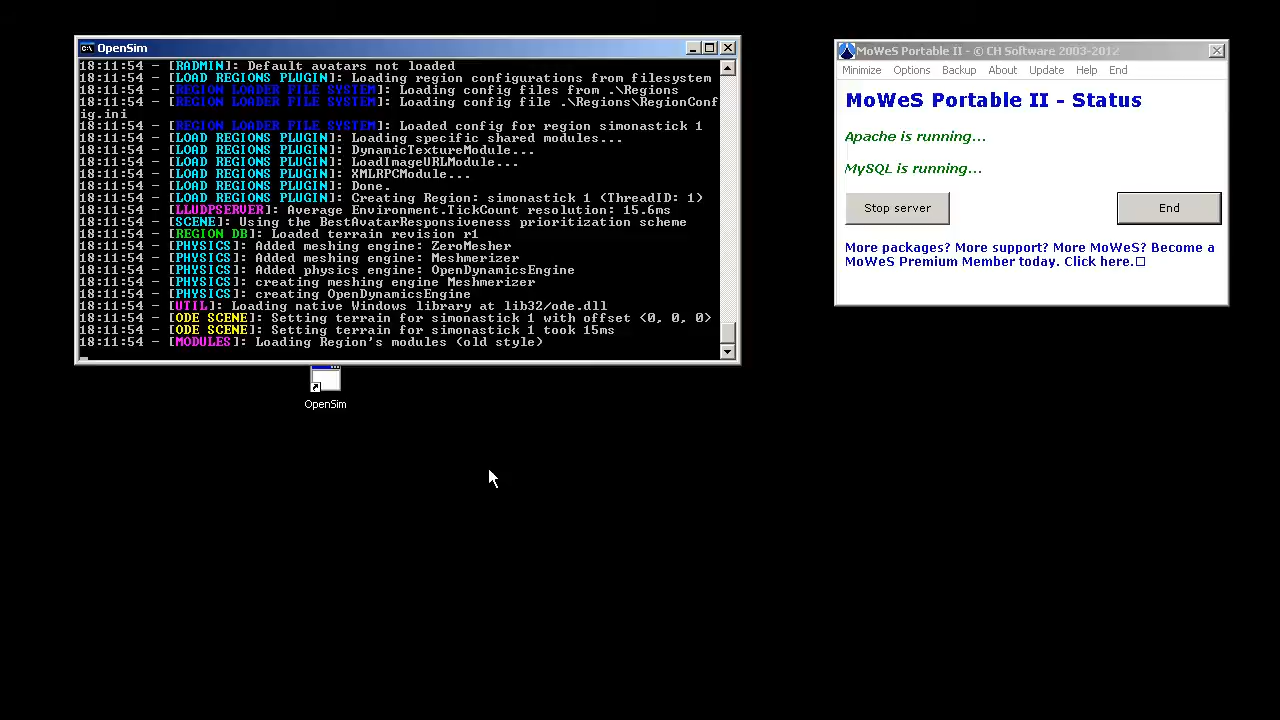 OpenSim
18:11:54 - [RADMIN]: Default avatars not loaded
18:11:54 - [LOAD REGIONS PLUGIN]: Loading region configurations from filesystem
18:11:54 - [REGION LOADER FILE SYSTEM]: Loading config files from .\Regions
18:11:54 - [REGION LOADER FILE SYSTEM]: Loading config file .\Regions\RegionConf
ig.ini
18:11:54 - [REGION LOADER FILE SYSTEM]: Loaded config for region simonastick 1
18:11:54 - [LOAD REGIONS PLUGIN]: Loading specific shared modules...
18:11:54 - [LOAD REGIONS PLUGIN]: DynamicTextureModule...
18:11:54 - [LOAD REGIONS PLUGIN]: LoadImageURLModule...
18:11:54 - [LOAD REGIONS PLUGIN]: XMLRPCModule...
18:11:54 - [LOAD REGIONS PLUGIN]: Done.
18:11:54 - [LOAD REGIONS PLUGIN]: Creating Region: simonastick 1 (ThreadID: 1)
18:11:54 - [LLUDPSERVER]: Average Environment.TickCount resolution: 15.6ms
18:11:54 - [SCENE]: Using the BestAvatarResponsiveness prioritization scheme
18:11:54 - [REGION DB]: Loaded terrain revision r1
18:11:54 - [PHYSICS]: Added meshing engine: ZeroMesher
18:11:54 - [PHYSICS]: Added meshing engine: Meshmerizer
18:11:54 - [PHYSICS]: Added physics engine: OpenDynamicsEngine
18:11:54 - [PHYSICS]: creating meshing engine Meshmerizer
18:11:54 - [PHYSICS]: creating OpenDynamicsEngine
18:11:54 - [UTIL]: Loading native Windows library at lib32/ode.dll
18:11:54 - [ODE SCENE]: Setting terrain for simonastick 1 with offset <0, 0, 0>
18:11:54 - [ODE SCENE]: Setting terrain for simonastick 1 took 15ms
18:11:54 - [MODULES]: Loading Region's modules (old style)
OpenSim
MoWeS Portable II - © CH Software 2003-2012
Minimize Options Backup About Update Help End
MoWeS Portable II - Status
Apache is running...
MySQL is running...
Stop server End
More packages? More support? More MoWeS? Become a
MoWeS Premium Member today. Click here.